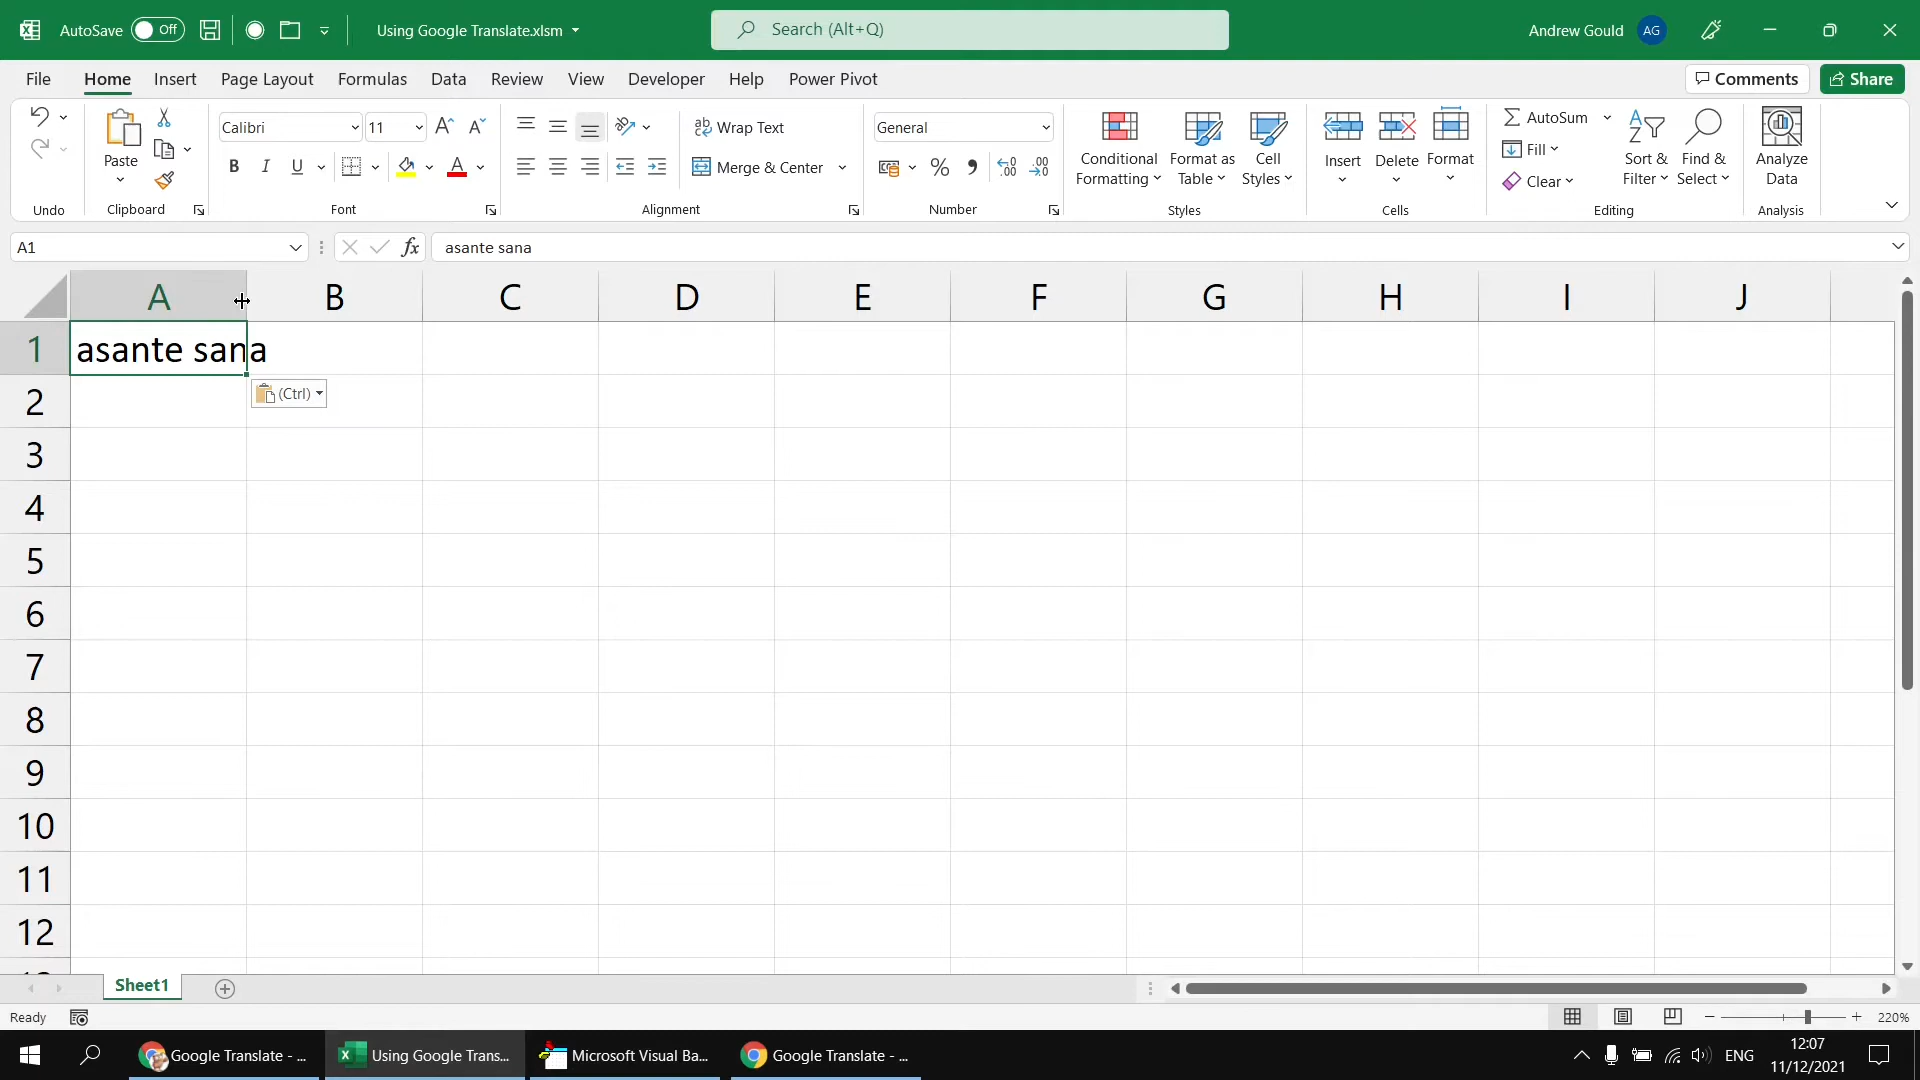 AutoSave Off Using Google Translate.xlsm Search (Alt+Q) Andrew Gould AG
File Home Insert Page Layout Formulas Data Review View Developer Help Power Pivot Comments Share
Calibri 11 Wrap Text General AutoSum
Paste Merge & Center Conditional Formatting Format as Table Cell Styles Insert Delete Format Fill Sort & Filter Find & Select Analyze Data
Clear
Undo Clipboard Font Alignment Number Styles Cells Editing Analysis
A1 fx asante sana
A B C D E F G H I J
1 asante sana
2 (Ctrl)
3
4
5
6
7
8
9
10
11
12
Sheet1
Ready 220%
Google Translate - ... Using Google Trans... Microsoft Visual Ba... Google Translate - ... ENG 12:07
11/12/2021